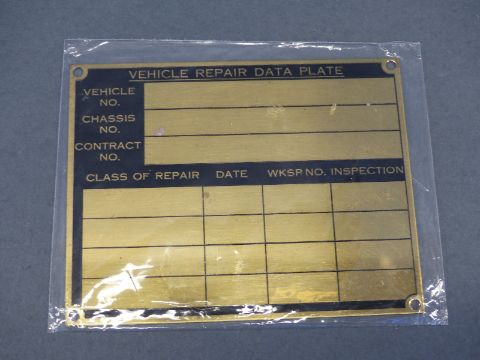 VEHICLE REPAIR DATA PLATE
VEHICLE
NO.
CHASSIS
NO.
CONTRACT
NO.
CLASS OF REPAIR DATE WKSP NO. INSPECTION